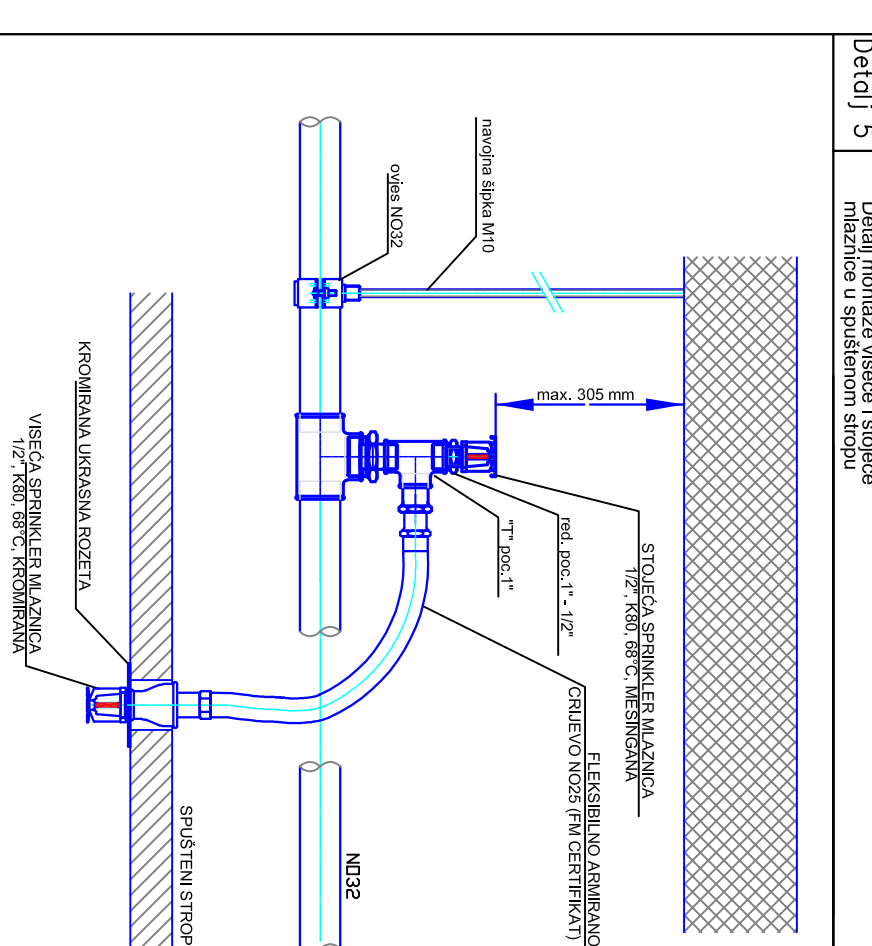 Detalj 5
Detalj montaže viseće i stojeće
mlaznice u spuštenom stropu
navojna šipka M10
ovjes NO32
max. 305 mm
STOJEĆA SPRINKLER MLAZNICA
1/2", K80, 68°C, MESINGANA
red. poc.1" - 1/2"
"T" poc.1"
FLEKSIBILNO ARMIRANO
CRIJEVO NO25 (FM CERTIFIKAT)
NO32
KROMIRANA UKRASNA ROZETA
VISEĆA SPRINKLER MLAZNICA
1/2", K80, 68°C, KROMIRANA
SPUŠTENI STROP